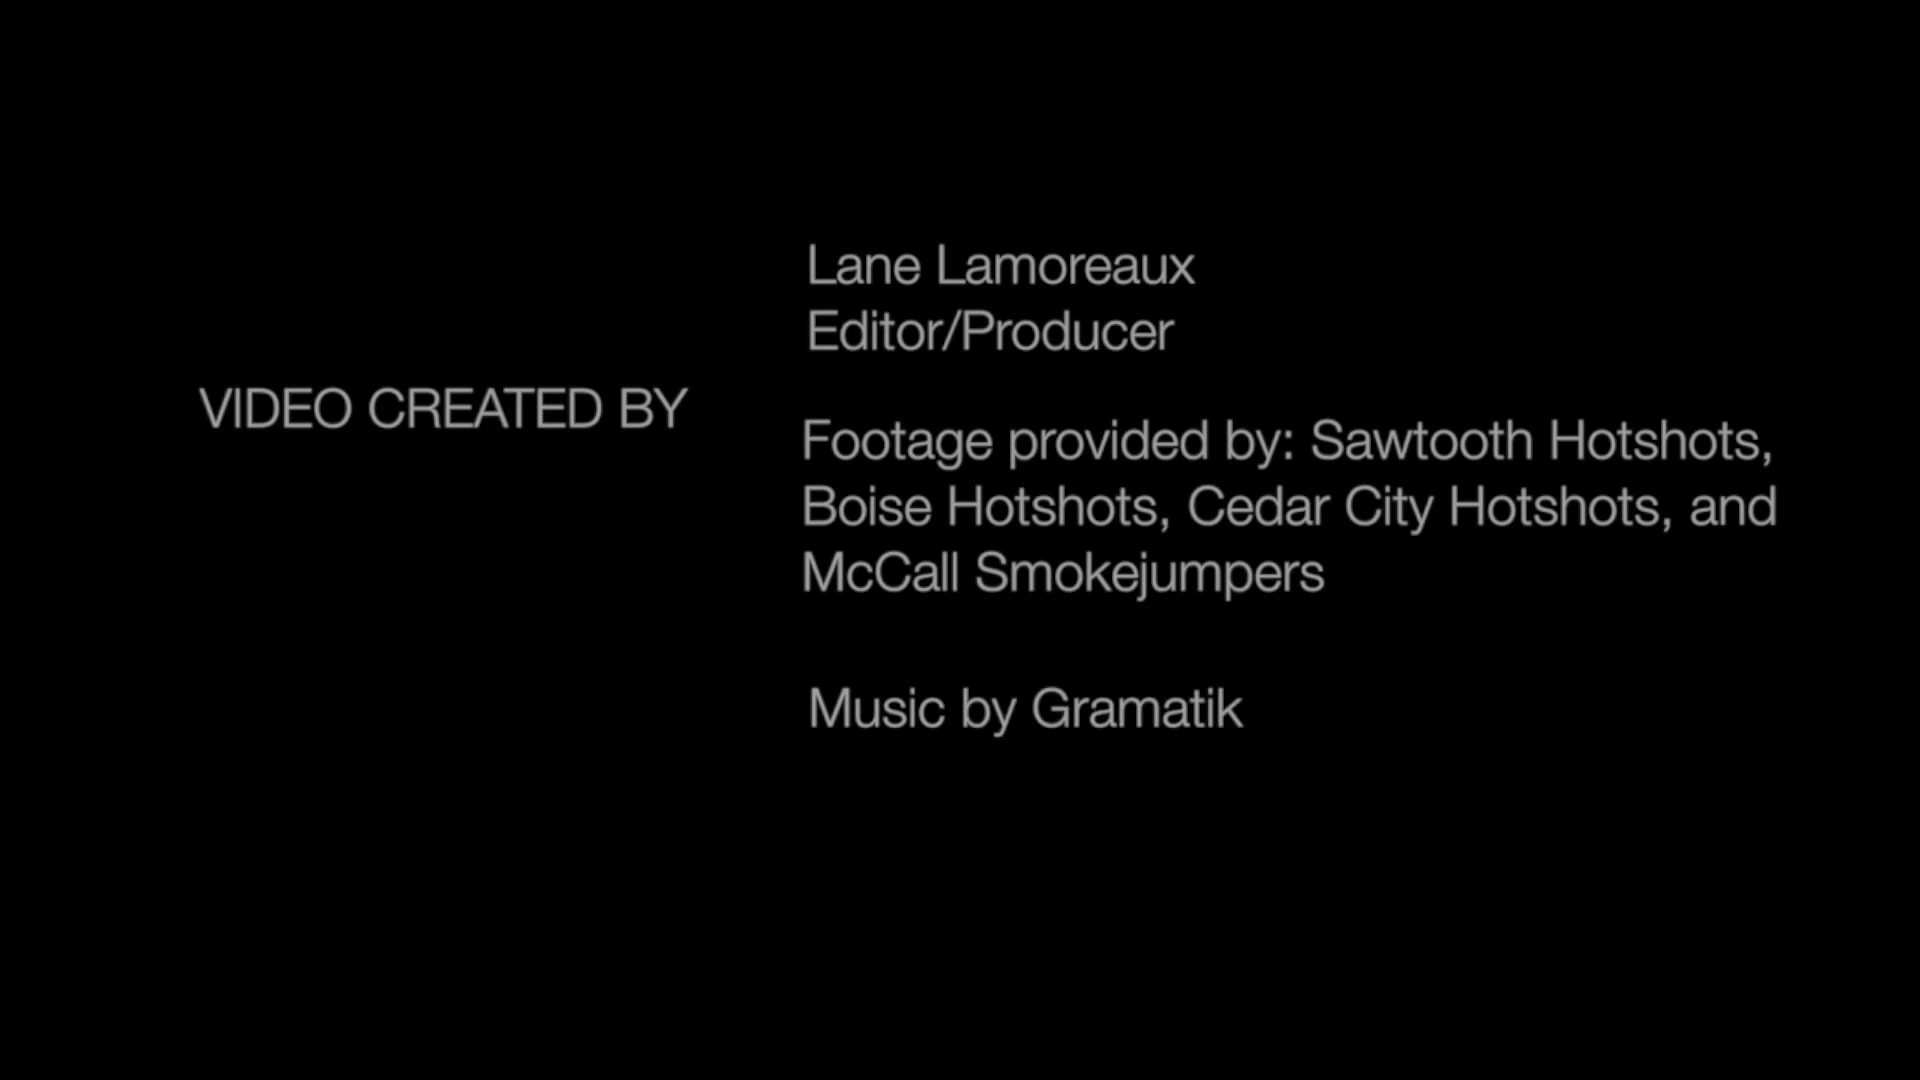 VIDEO CREATED BY
Lane Lamoreaux
Editor/Producer
Footage provided by: Sawtooth Hotshots,
Boise Hotshots, Cedar City Hotshots, and
McCall Smokejumpers
Music by Gramatik